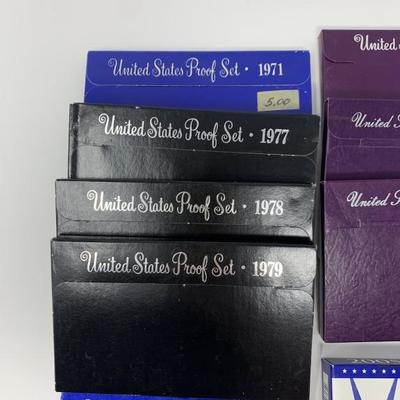 United States Proof Set · 1971
5.00
United States Proof Set · 1977
United States Proof Set · 1978
United States Proof Set · 1979
United
United
United